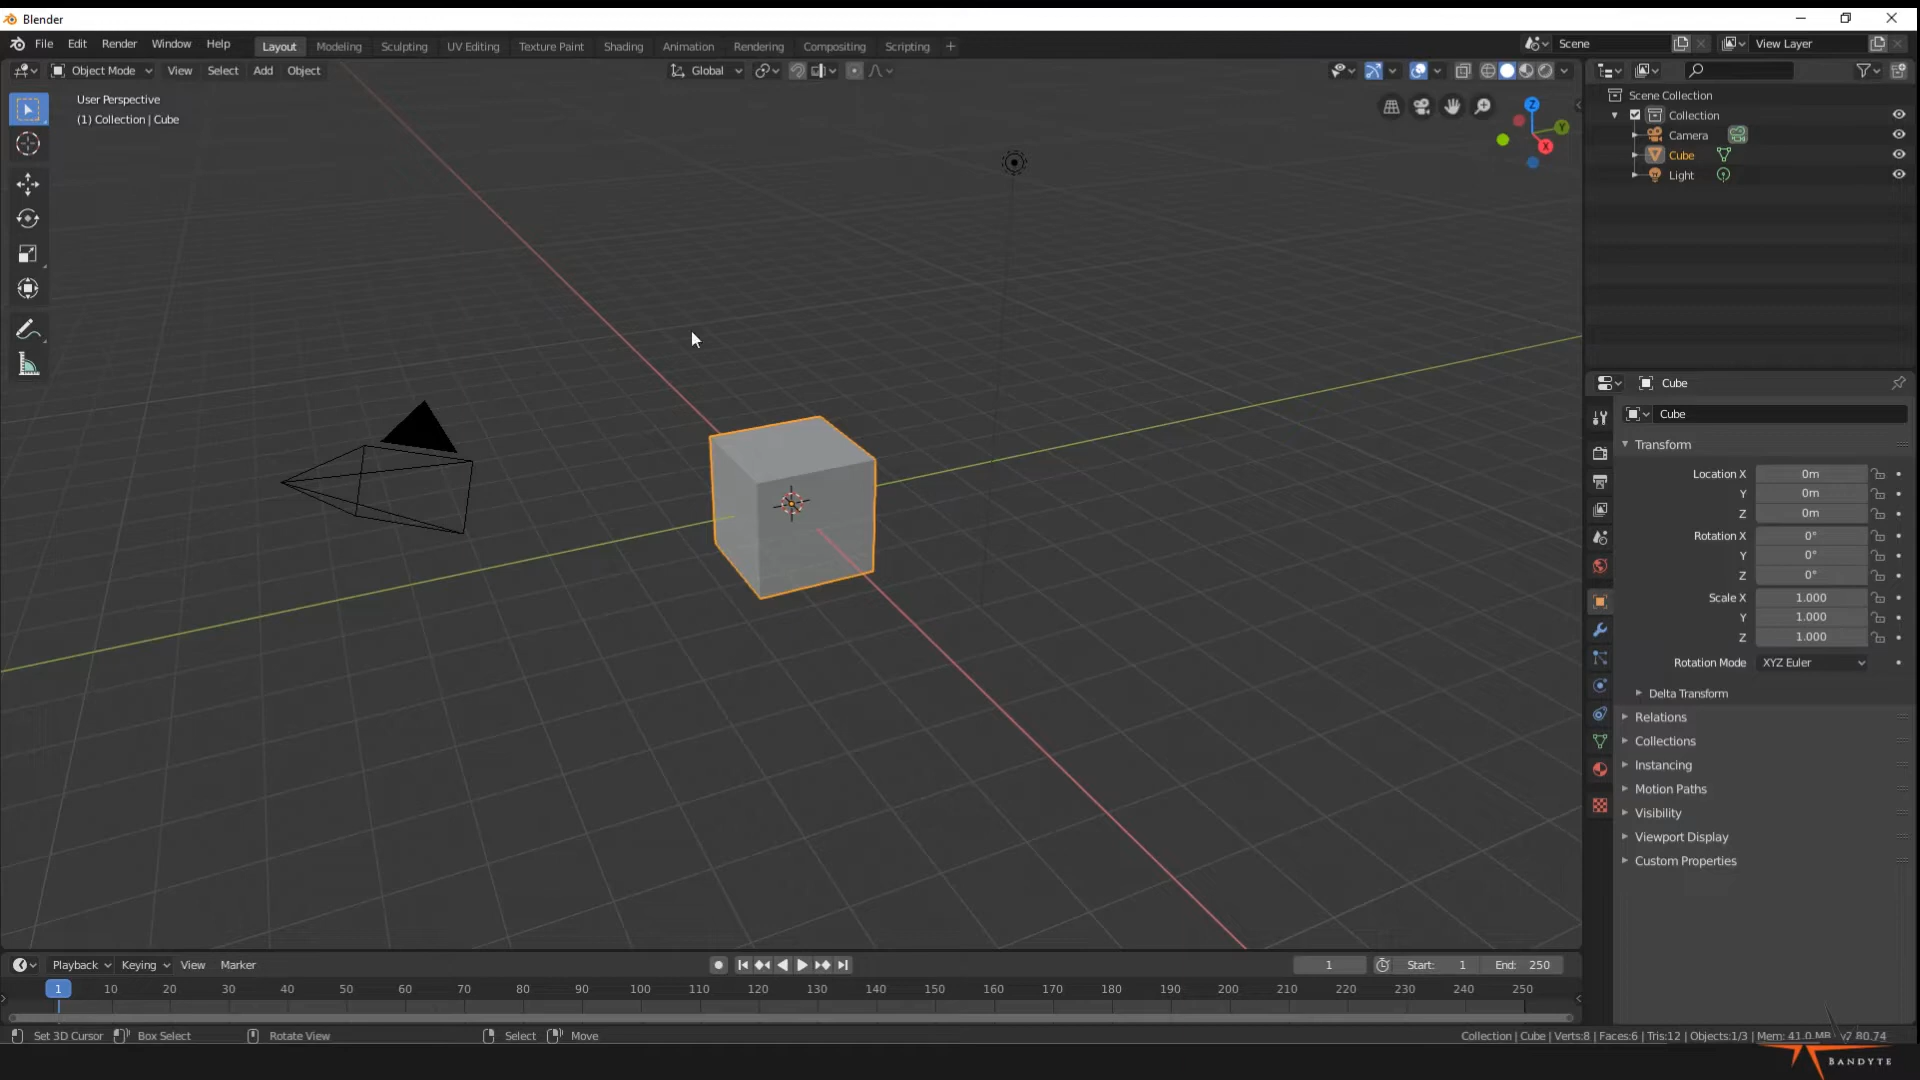 Blender
File Edit Render Window Help Layout Modeling Sculpting UV Editing Texture Paint Shading Animation Rendering Compositing Scripting + Scene View Layer
Object Mode View Select Add Object Global
User Perspective
(1) Collection | Cube
Z
Y
X
Scene Collection
Collection
Camera
Cube
Light
Cube
Cube
Transform
Location X 0m
Y 0m
Z 0m
Rotation X 0°
Y 0°
Z 0°
Scale X 1.000
Y 1.000
Z 1.000
Rotation Mode XYZ Euler
Delta Transform
Relations
Collections
Instancing
Motion Paths
Visibility
Viewport Display
Custom Properties
Playback Keying View Marker 1 Start: 1 End: 250
1 10 20 30 40 50 60 70 80 90 100 110 120 130 140 150 160 170 180 190 200 210 220 230 240 250
Set 3D Cursor Box Select Rotate View Select Move Collection | Cube | Verts:8 | Faces:6 | Tris:12 | Objects:1/3 | Mem: 41.0 MB
BANDYTE